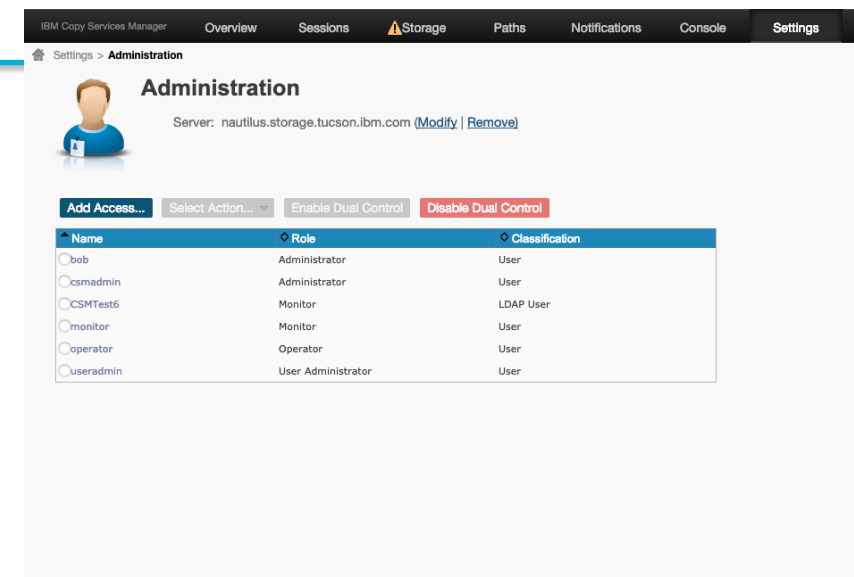 IBM Copy Services Manager Overview Sessions Storage Paths Notifications Console Settings
Settings > Administration
Administration
Server: nautilus.storage.tucson.ibm.com (Modify | Remove)
Add Access... Select Action... Enable Dual Control Disable Dual Control
Name Role Classification
bob Administrator User
csmadmin Administrator User
CSMTest6 Monitor LDAP User
monitor Monitor User
operator Operator User
useradmin User Administrator User